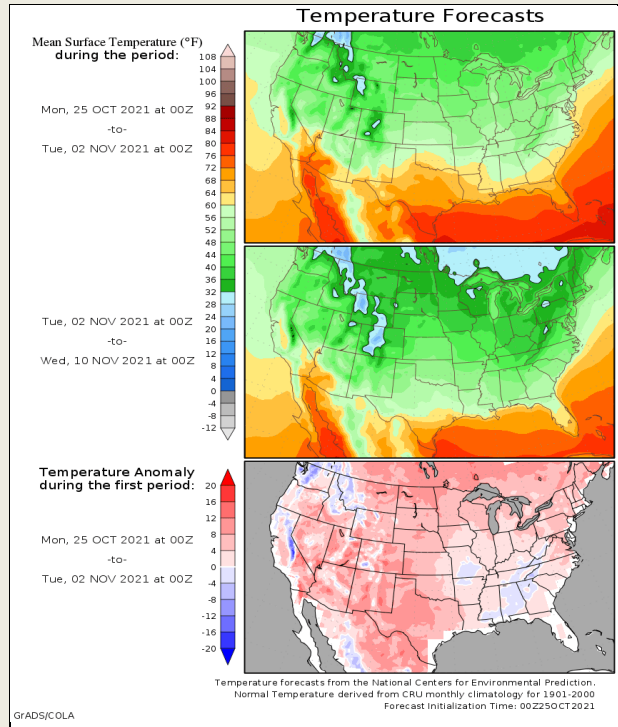 Temperature Forecasts
Mean Surface Temperature (°F)
during the period:
Mon, 25 OCT 2021 at 00Z
-to-
Tue, 02 NOV 2021 at 00Z
108
104
100
96
92
88
84
80
76
72
68
64
60
56
52
48
44
40
36
32
28
24
20
16
12
8
4
0
-4
-8
-12
Tue, 02 NOV 2021 at 00Z
-to-
Wed, 10 NOV 2021 at 00Z
Temperature Anomaly
during the first period:
Mon, 25 OCT 2021 at 00Z
-to-
Tue, 02 NOV 2021 at 00Z
20
16
12
8
4
0
-4
-8
-12
-16
-20
Temperature forecasts from the National Centers for Environmental Prediction.
Normal Temperature derived from CRU monthly climatology for 1901-2000
Forecast Initialization Time: 00Z25OCT2021
GrADS/COLA